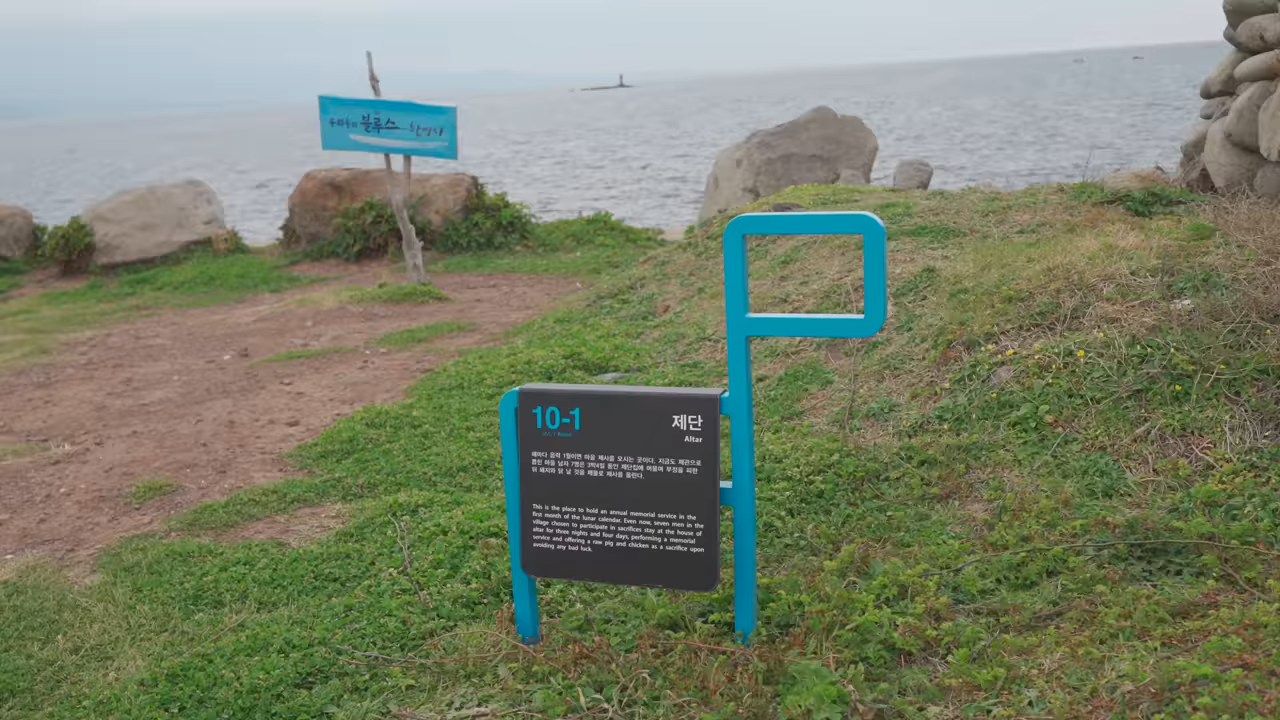 블루스
10-1
제단
Altar
해마다 음력 1월이면 마을 제사를 모시는 곳이다. 지금도 제관으로
뽑힌 마을 남자 7명은 3박4일 동안 제단집에 머물며 부정을 피한
뒤 돼지와 닭 날 것을 제물로 제사를 올린다.
This is the place to hold an annual memorial service in the
first month of the lunar calendar. Even now, seven men in the
village chosen to participate in sacrifices stay at the house of
altar for three nights and four days, performing a memorial
service and offering a raw pig and chicken as a sacrifice upon
avoiding any bad luck.